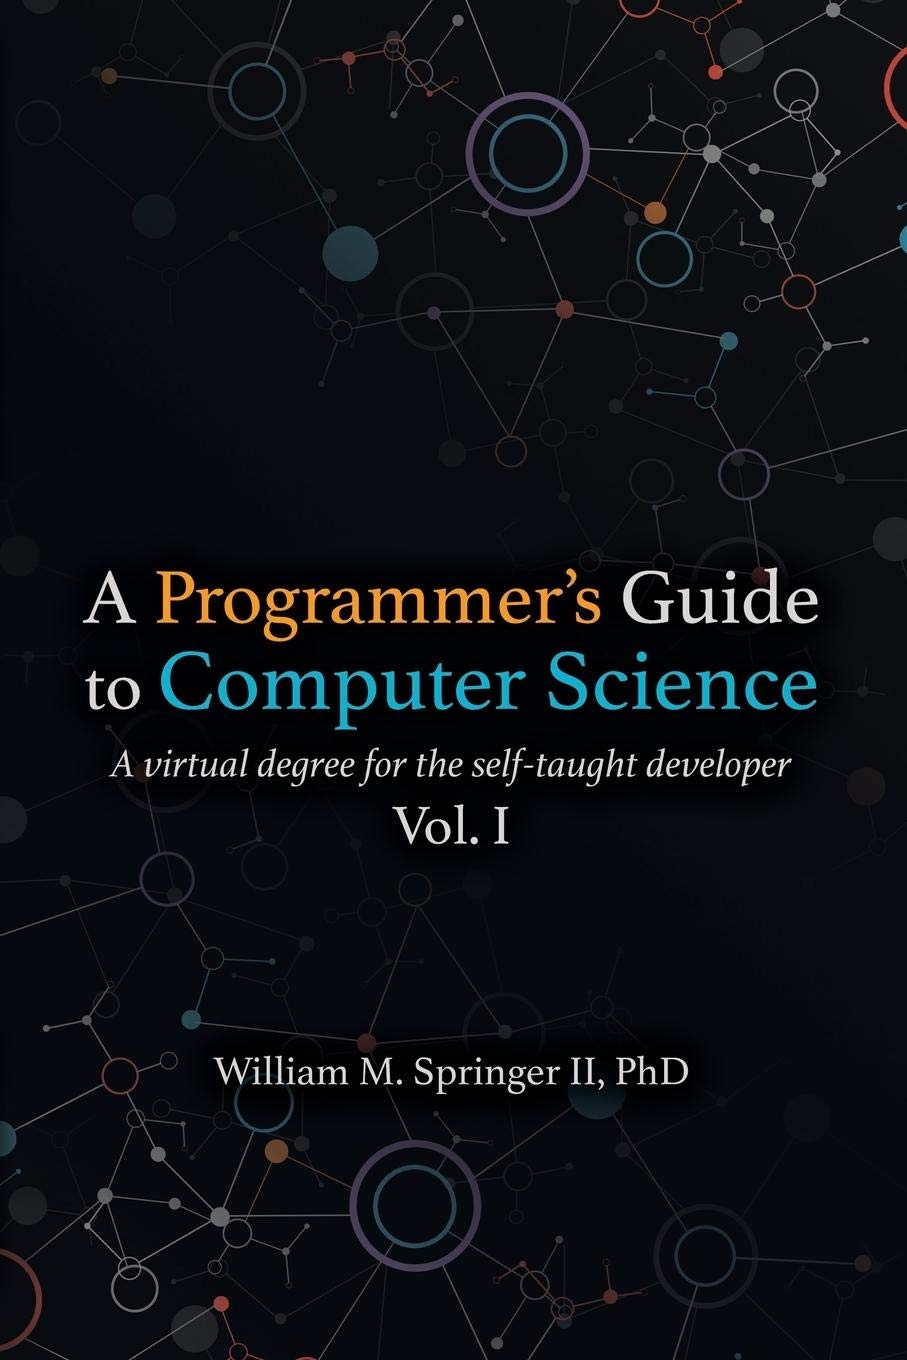 A Programmer’s Guide
to Computer Science
A virtual degree for the self-taught developer
Vol. I
William M. Springer II, PhD